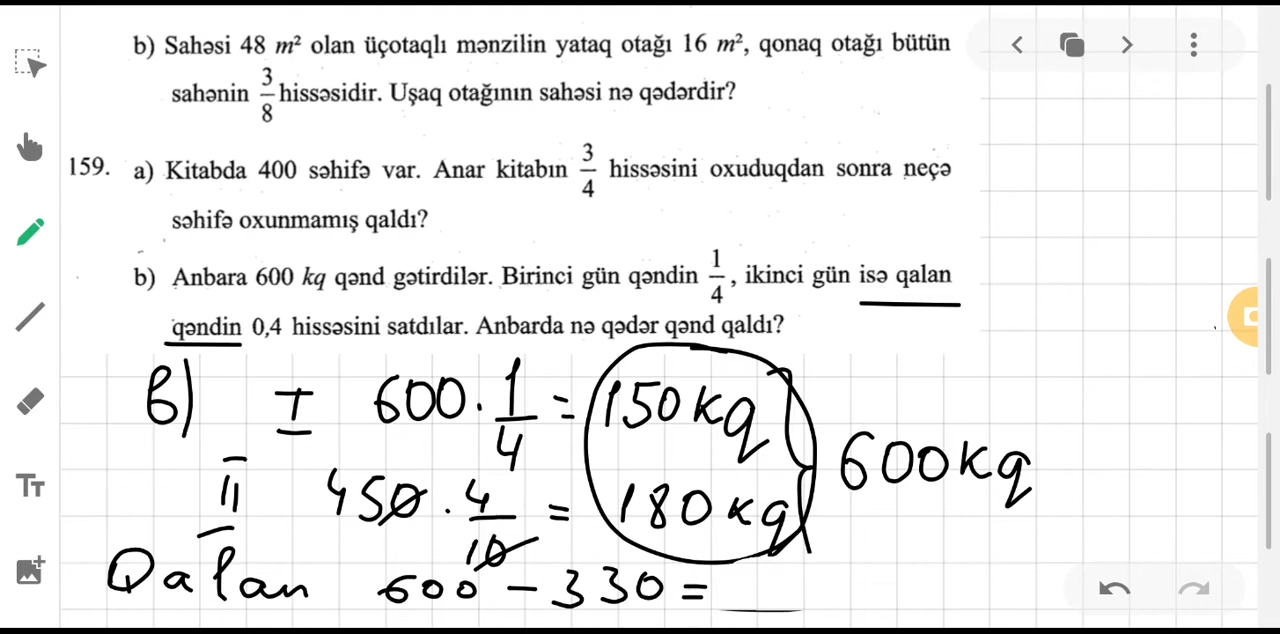 b) Sahəsi 48 m² olan üçotaqlı mənzilin yataq otağı 16 m², qonaq otağı bütün
sahənin 3/8 hissəsidir. Uşaq otağının sahəsi nə qədərdir?
159. a) Kitabda 400 səhifə var. Anar kitabın 3/4 hissəsini oxuduqdan sonra neçə
səhifə oxunmamış qaldı?
b) Anbara 600 kq qənd gətirdilər. Birinci gün qəndin 1/4, ikinci gün isə qalan
qəndin 0,4 hissəsini satdılar. Anbarda nə qədər qənd qaldı?
b) I 600 · 1/4 = 150 kq
600 kq
II 450 · 4/10 = 180 kq
Qalan 600 - 330 =
TT